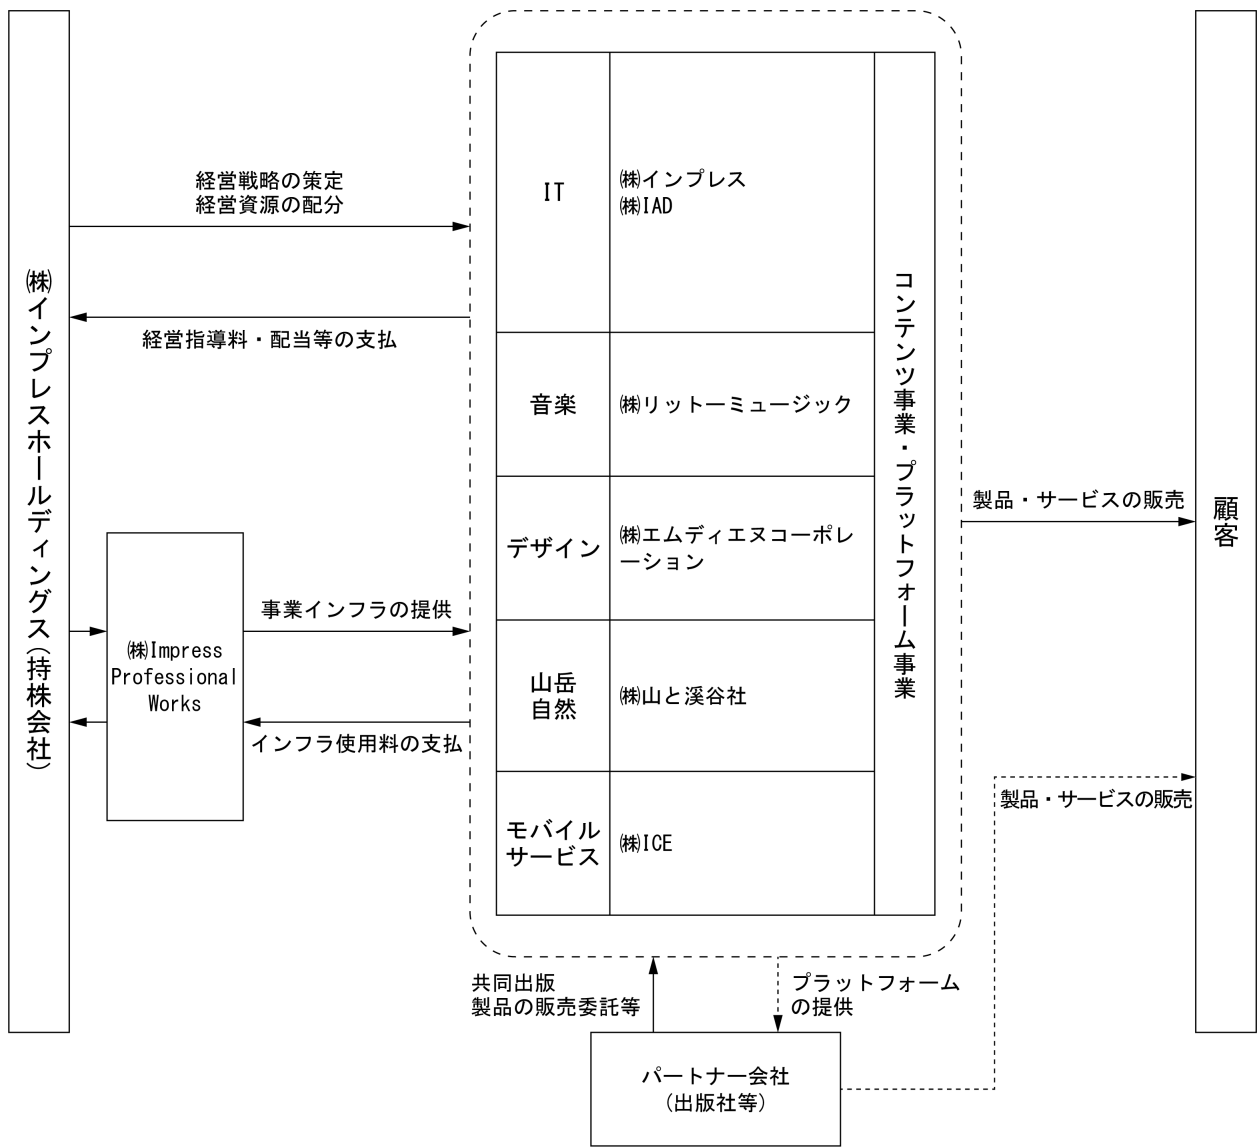 ㈱インプレスホールディングス(持株会社)
経営戦略の策定
経営資源の配分
経営指導料・配当等の支払
㈱Impress
Professional
Works
事業インフラの提供
インフラ使用料の支払
IT
㈱インプレス
㈱IAD
音楽
㈱リットーミュージック
デザイン
㈱エムディエヌコーポレ
ーション
山岳
自然
㈱山と溪谷社
モバイル
サービス
㈱ICE
コンテンツ事業・プラットフォーム事業
製品・サービスの販売
顧客
製品・サービスの販売
共同出版
製品の販売委託等
プラットフォーム
の提供
パートナー会社
(出版社等)